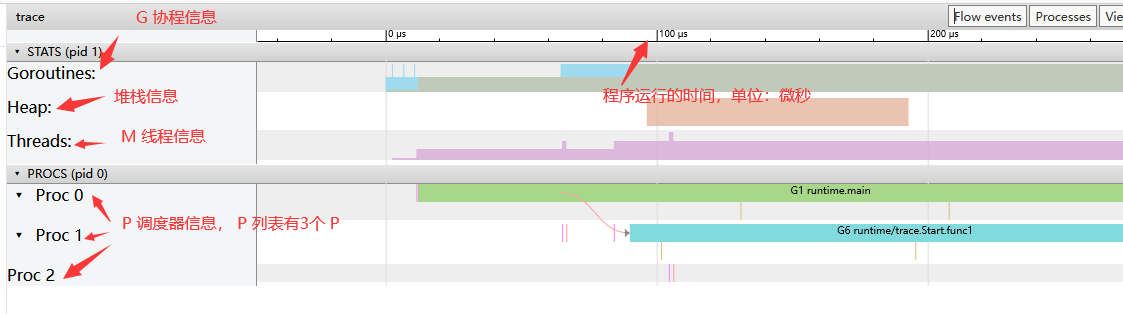 trace
G 协程信息
Flow events
Processes
Vie
0 µs
100 µs
200 µs
STATS (pid 1)
Goroutines:
Heap:
堆栈信息
程序运行的时间，单位：微秒
Threads:
M 线程信息
PROCS (pid 0)
Proc 0
G1 runtime.main
P 调度器信息， P 列表有3个 P
Proc 1
G6 runtime/trace.Start.func1
Proc 2